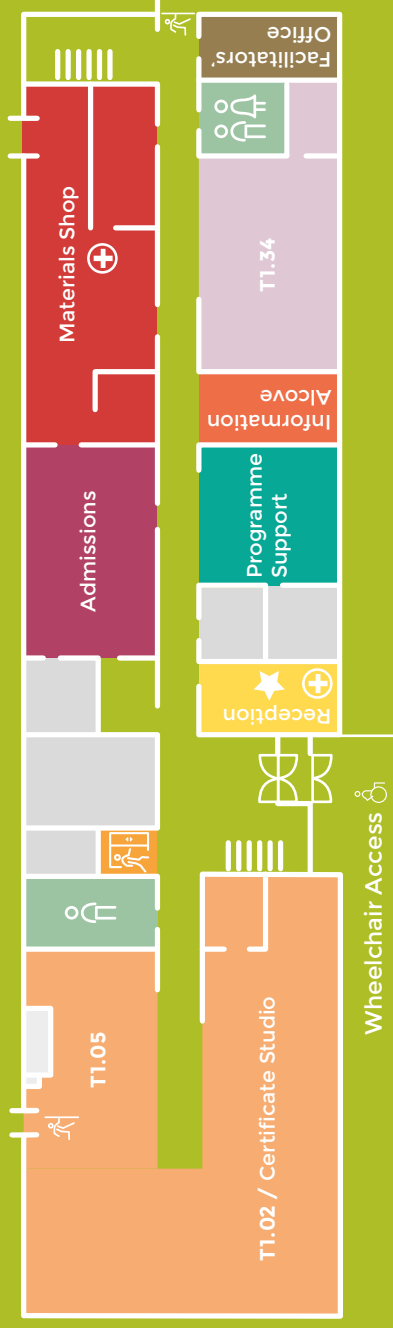 Facilitators'
Office
Materials Shop
T1.34
Information
Alcove
Admissions
Programme
Support
Reception
Wheelchair Access
T1.05
T1.02 / Certificate Studio